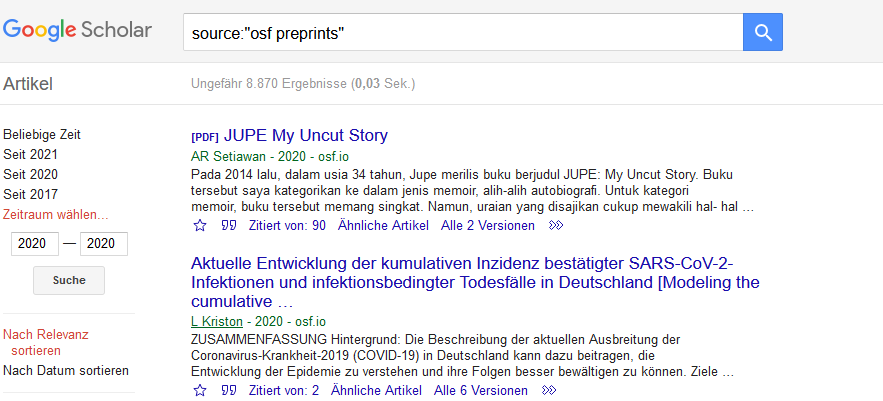 Google Scholar
source:"osf preprints"
Artikel
Ungefähr 8.870 Ergebnisse (0,03 Sek.)
Beliebige Zeit
Seit 2021
Seit 2020
Seit 2017
Zeitraum wählen...
2020 — 2020
Suche
Nach Relevanz
sortieren
Nach Datum sortieren
[PDF] JUPE My Uncut Story
AR Setiawan - 2020 - osf.io
Pada 2014 lalu, dalam usia 34 tahun, Jupe merilis buku berjudul JUPE: My Uncut Story. Buku
tersebut saya kategorikan ke dalam jenis memoir, alih-alih autobiografi. Untuk kategori
memoir, buku tersebut memang singkat. Namun, uraian yang disajikan cukup mewakili hal- hal …
Zitiert von: 90 Ähnliche Artikel Alle 2 Versionen
Aktuelle Entwicklung der kumulativen Inzidenz bestätigter SARS-CoV-2-
Infektionen und infektionsbedingter Todesfälle in Deutschland [Modeling the
cumulative …
L Kriston - 2020 - osf.io
ZUSAMMENFASSUNG Hintergrund: Die Beschreibung der aktuellen Ausbreitung der
Coronavirus-Krankheit-2019 (COVID-19) in Deutschland kann dazu beitragen, die
Entwicklung der Epidemie zu verstehen und ihre Folgen besser bewältigen zu können. Ziele …
Zitiert von: 2 Ähnliche Artikel Alle 6 Versionen